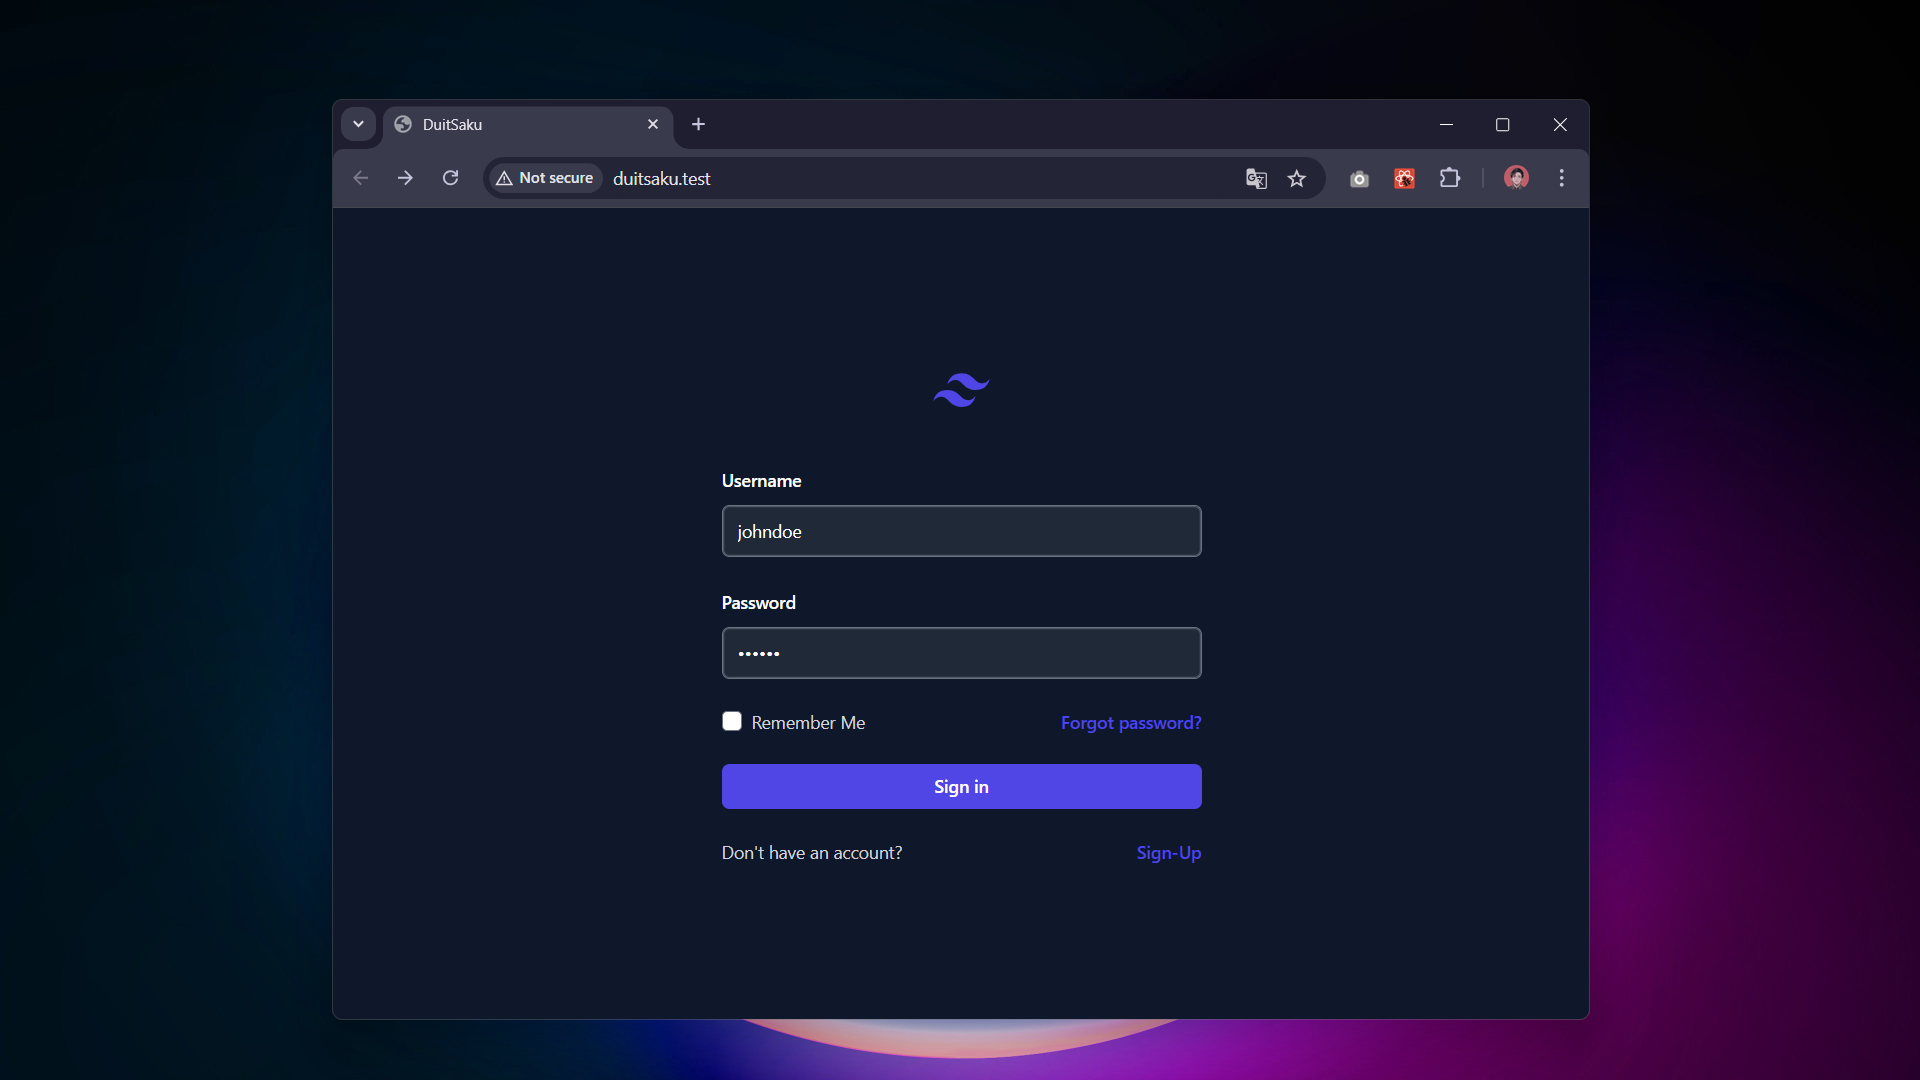 DuitSaku
Not secure
duitsaku.test
Username
johndoe
Password
••••••
Remember Me
Forgot password?
Sign in
Don't have an account?
Sign-Up